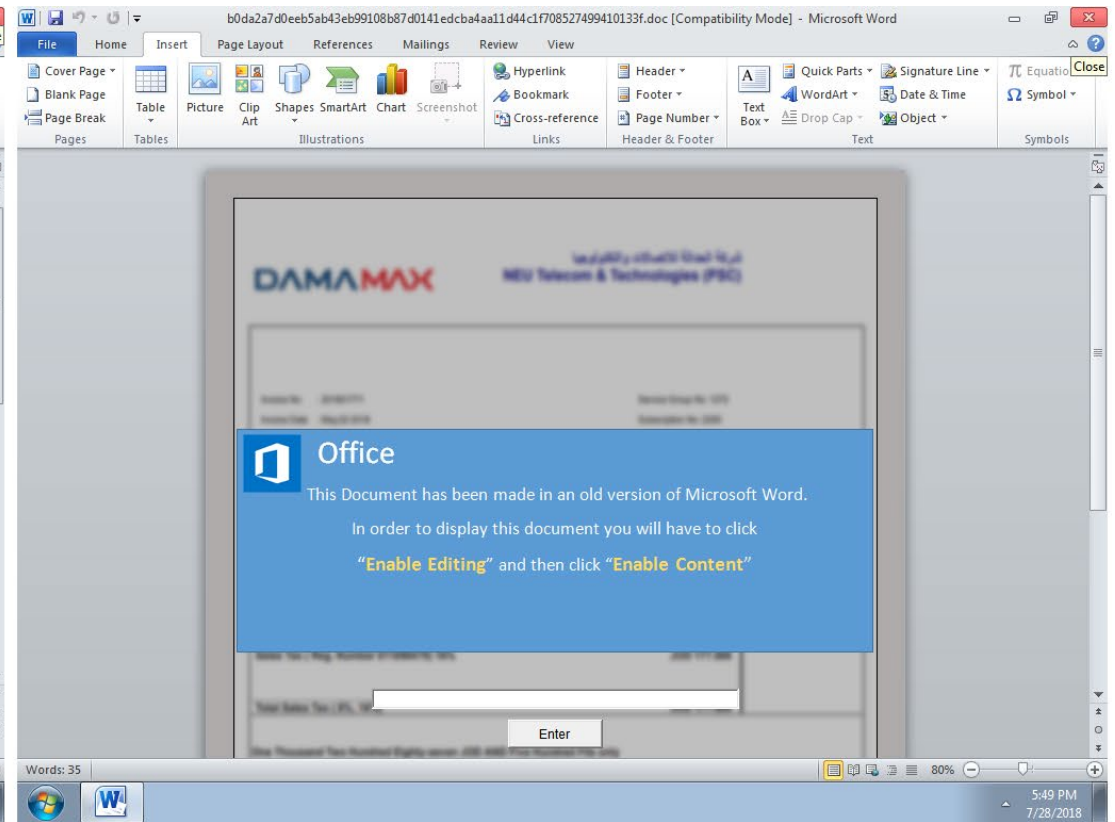 b0da2a7d0eeb5ab43eb99108b87d0141edcba4aa11d44c1f708527499410133f.doc [Compatibility Mode] - Microsoft Word
File Home Insert Page Layout References Mailings Review View
Close
Cover Page
Blank Page
Page Break
Pages
Table
Tables
Picture
Clip Art
Shapes
SmartArt
Chart
Screenshot
Illustrations
Hyperlink
Bookmark
Cross-reference
Links
Header
Footer
Page Number
Header & Footer
Text Box
Quick Parts
WordArt
Drop Cap
Signature Line
Date & Time
Object
Text
Symbol
Symbols
DAMAMAX
NEU Telecom & Technologies (PSC)
Office
This Document has been made in an old version of Microsoft Word.
In order to display this document you will have to click
“Enable Editing” and then click “Enable Content”
Enter
Words: 35
80%
5:49 PM
7/28/2018